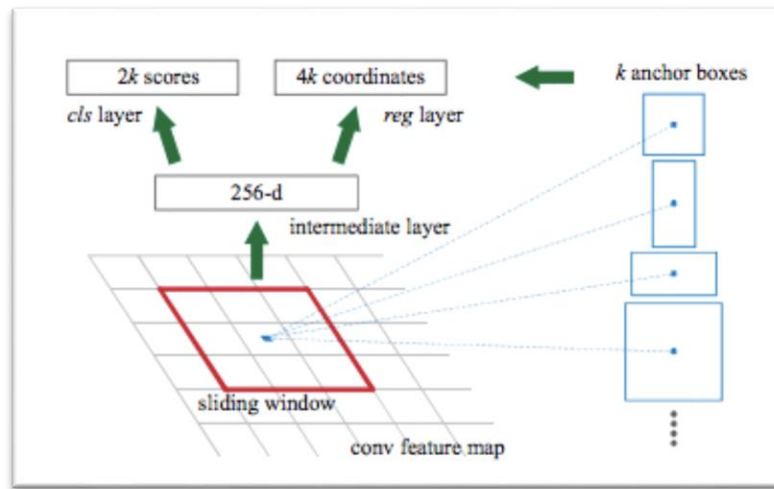 2k scores
4k coordinates
k anchor boxes
cls layer
reg layer
256-d
intermediate layer
sliding window
conv feature map